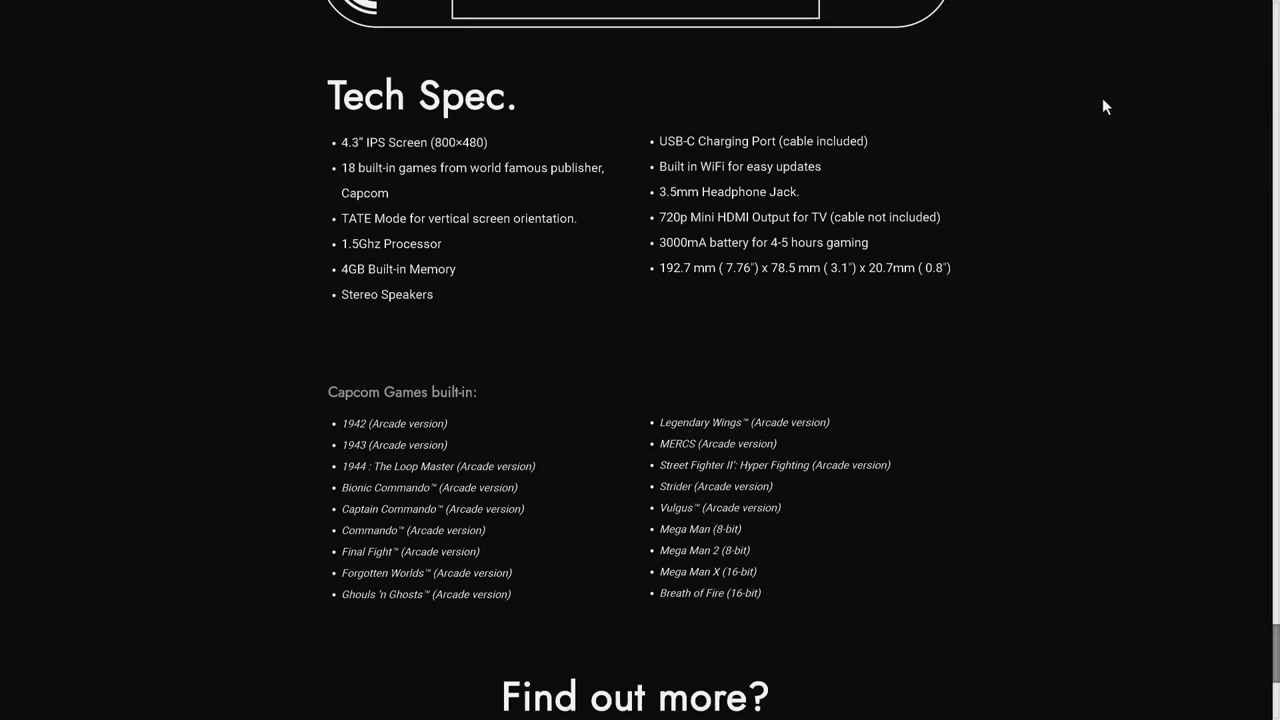 Tech Spec.
• 4.3” IPS Screen (800×480)
• 18 built-in games from world famous publisher,
Capcom
• TATE Mode for vertical screen orientation.
• 1.5Ghz Processor
• 4GB Built-in Memory
• Stereo Speakers
• USB-C Charging Port (cable included)
• Built in WiFi for easy updates
• 3.5mm Headphone Jack.
• 720p Mini HDMI Output for TV (cable not included)
• 3000mA battery for 4-5 hours gaming
• 192.7 mm ( 7.76") x 78.5 mm ( 3.1") x 20.7mm ( 0.8")
Capcom Games built-in:
• 1942 (Arcade version)
• 1943 (Arcade version)
• 1944 : The Loop Master (Arcade version)
• Bionic Commando™ (Arcade version)
• Captain Commando™ (Arcade version)
• Commando™ (Arcade version)
• Final Fight™ (Arcade version)
• Forgotten Worlds™ (Arcade version)
• Ghouls ‘n Ghosts™ (Arcade version)
• Legendary Wings™ (Arcade version)
• MERCS (Arcade version)
• Street Fighter II’: Hyper Fighting (Arcade version)
• Strider (Arcade version)
• Vulgus™ (Arcade version)
• Mega Man (8-bit)
• Mega Man 2 (8-bit)
• Mega Man X (16-bit)
• Breath of Fire (16-bit)
Find out more?